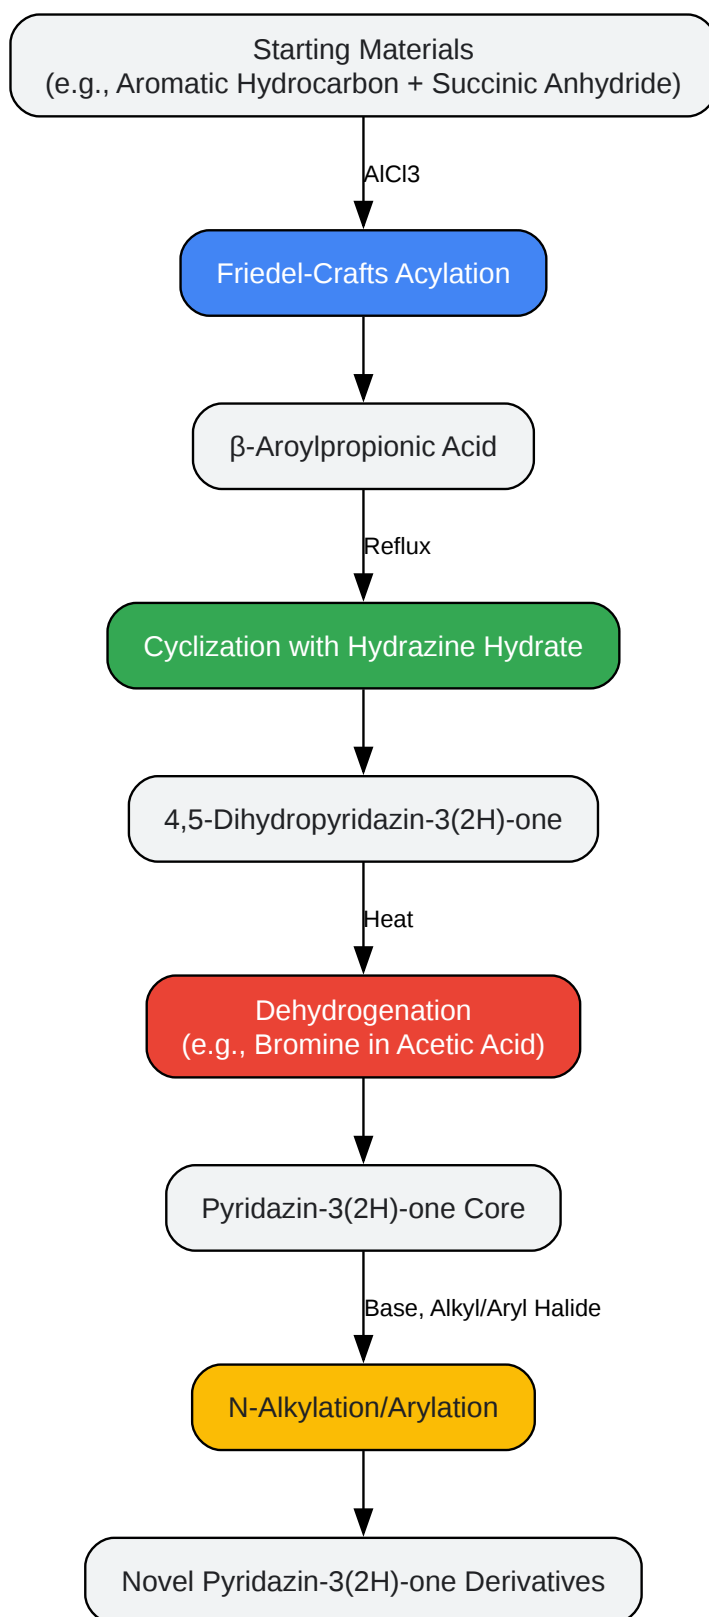 Starting Materials
(e.g., Aromatic Hydrocarbon + Succinic Anhydride)
AlCl3
Friedel-Crafts Acylation
β-Aroylpropionic Acid
Reflux
Cyclization with Hydrazine Hydrate
4,5-Dihydropyridazin-3(2H)-one
Heat
Dehydrogenation
(e.g., Bromine in Acetic Acid)
Pyridazin-3(2H)-one Core
Base, Alkyl/Aryl Halide
N-Alkylation/Arylation
Novel Pyridazin-3(2H)-one Derivatives